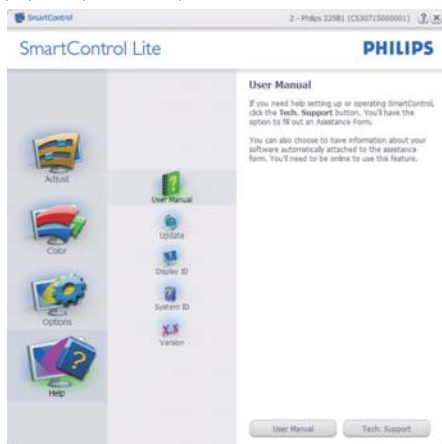 SmartControl
2 - Philips 225B1 (CS30715000001)
SmartControl Lite
PHILIPS
Adjust
Color
Options
Help
User Manual
Update
Display ID
System ID
Version
User Manual
If you need help setting up or operating SmartControl,
click the Tech. Support button. You'll have the
option to fill out an Assistance Form.
You can also choose to have information about your
software automatically attached to the assistance
form. You'll need to be online to use this feature.
User Manual
Tech. Support